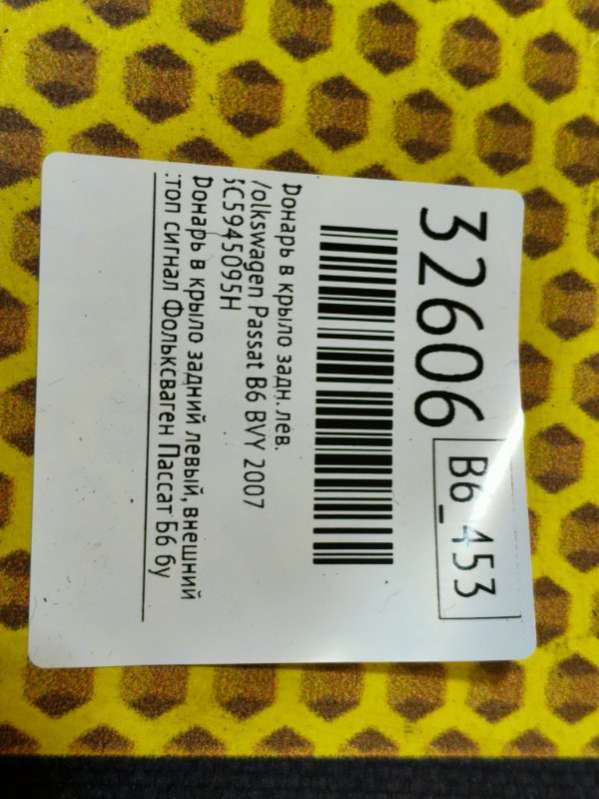 32606 B6_453
Фонарь в крыло задн. лев.
Volkswagen Passat B6 BVY 2007
3C5945095H
Фонарь в крыло задний левый, внешний
стоп сигнал Фольксваген Пассат Б6 бу